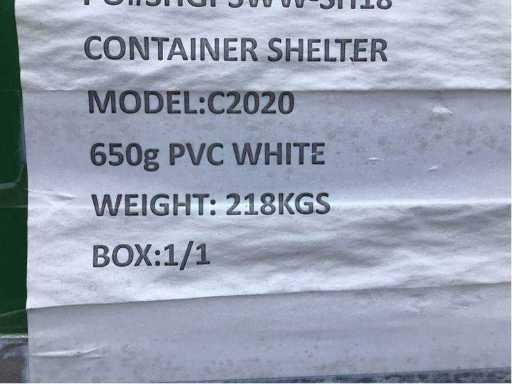 CONTAINER SHELTER
MODEL:C2020
650g PVC WHITE
WEIGHT: 218KGS
BOX:1/1